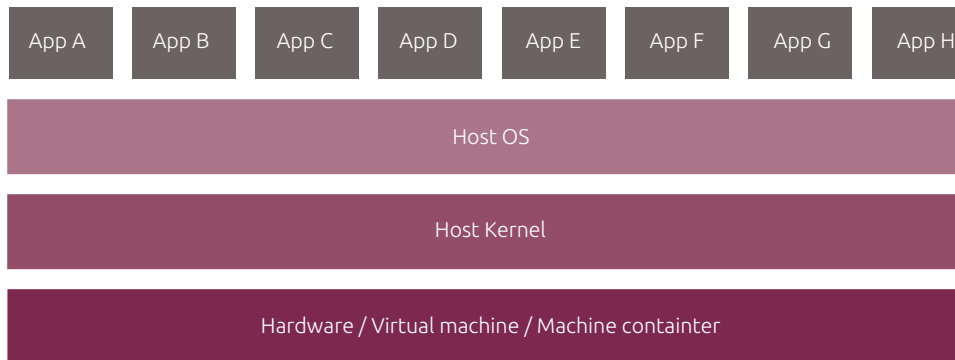 App A App B App C App D App E App F App G App H
Host OS
Host Kernel
Hardware / Virtual machine / Machine containter